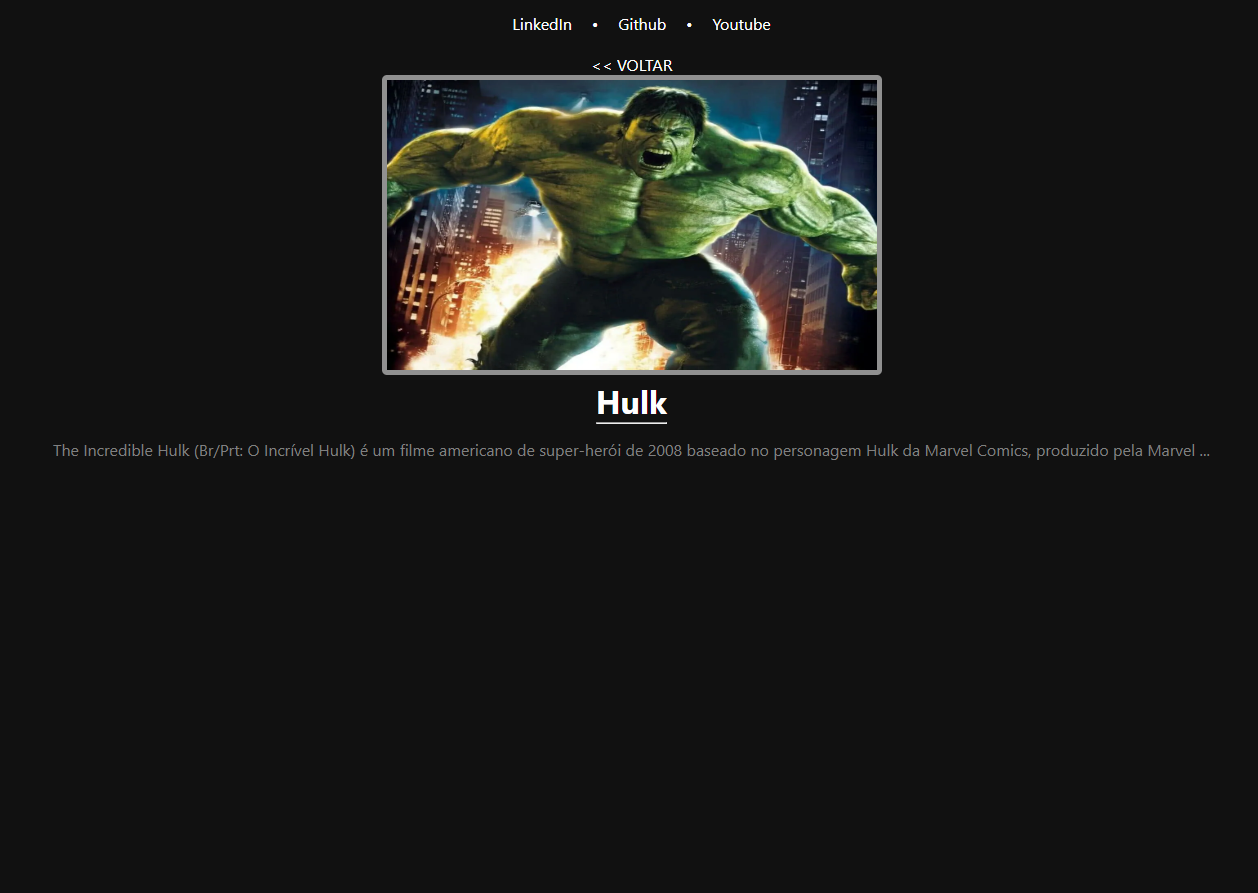 LinkedIn • Github • Youtube
<< VOLTAR
Hulk
The Incredible Hulk (Br/Prt: O Incrível Hulk) é um filme americano de super-herói de 2008 baseado no personagem Hulk da Marvel Comics, produzido pela Marvel ...